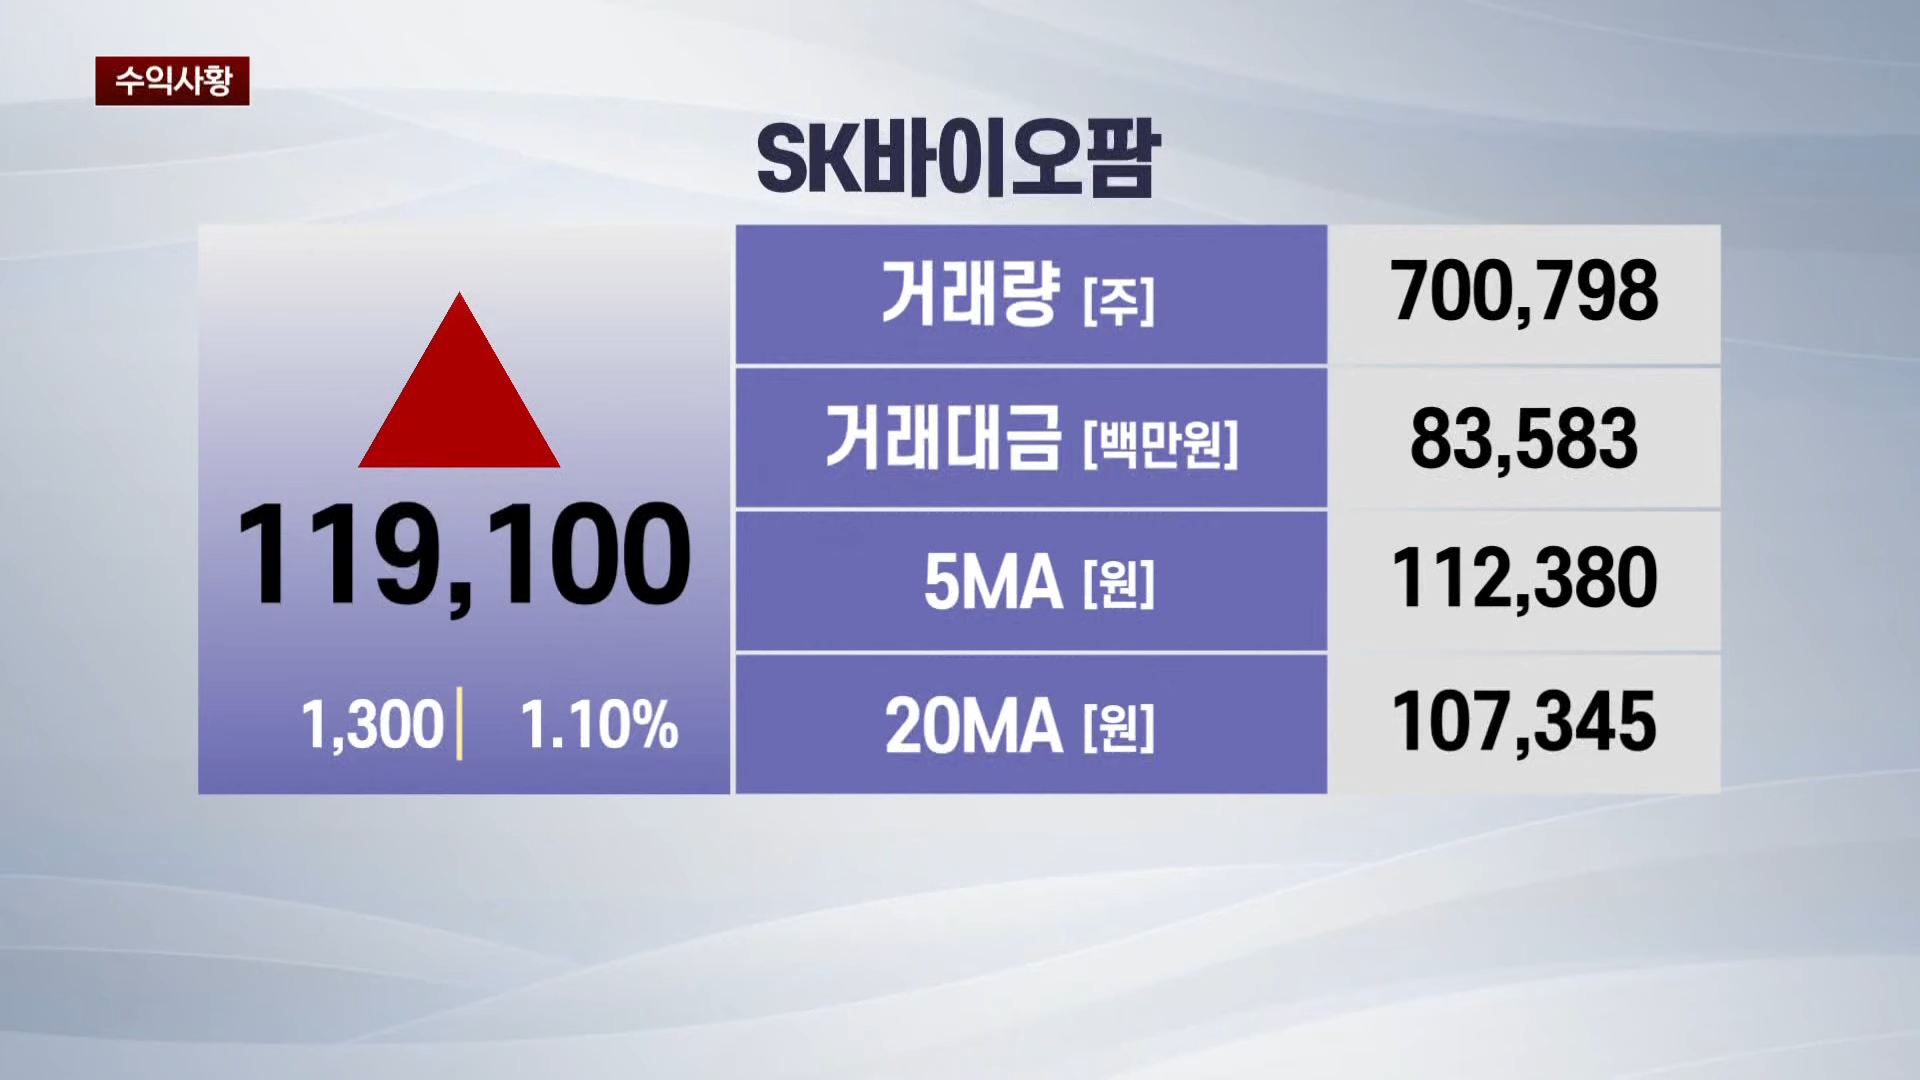 수익사황
SK바이오팜
119,100
1,300 1.10%
거래량 [주] 700,798
거래대금 [백만원] 83,583
5MA [원] 112,380
20MA [원] 107,345